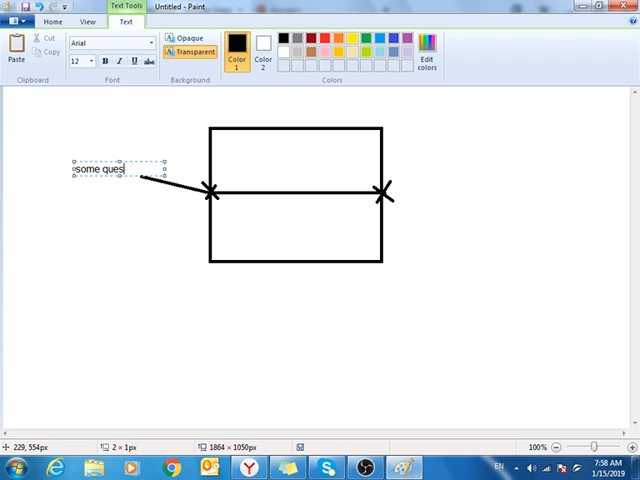 Text Tools
Untitled - Paint
Home
View
Text
Paste
Cut
Copy
Clipboard
Arial
12
B I U abc
Font
Opaque
Transparent
Background
Color 1
Color 2
Edit colors
Colors
some ques
229, 554px
2 × 1px
1864 × 1050px
100%
EN
7:58 AM
1/15/2019